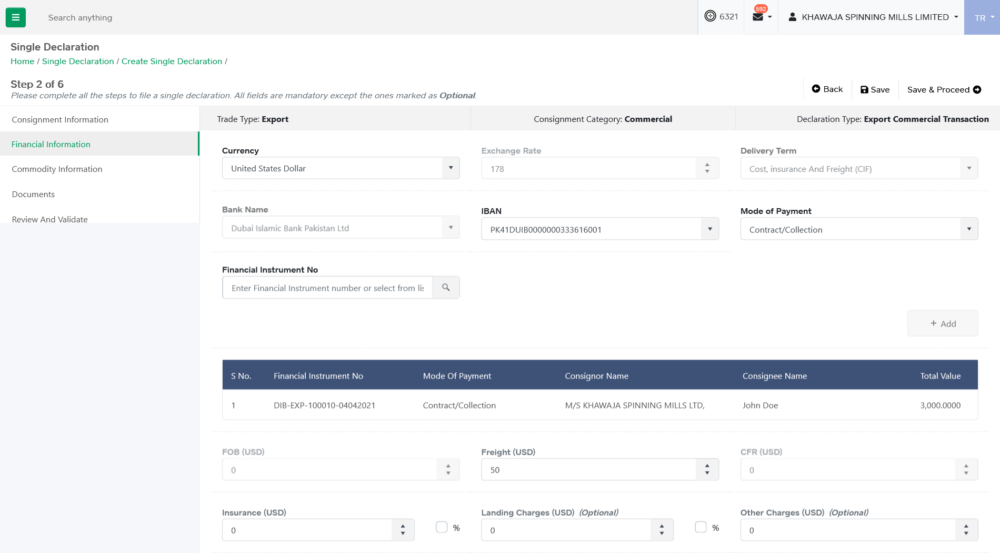 Search anything
6321
592
KHAWAJA SPINNING MILLS LIMITED
TR
Single Declaration
Home / Single Declaration / Create Single Declaration /
Step 2 of 6
Please complete all the steps to file a single declaration. All fields are mandatory except the ones marked as Optional.
Back
Save
Save & Proceed
Consignment Information
Financial Information
Commodity Information
Documents
Review And Validate
Trade Type: Export
Consignment Category: Commercial
Declaration Type: Export Commercial Transaction
Currency
Exchange Rate
Delivery Term
United States Dollar
178
Cost, insurance And Freight (CIF)
Bank Name
IBAN
Mode of Payment
Dubai Islamic Bank Pakistan Ltd
PK41DUIB0000000333616001
Contract/Collection
Financial Instrument No
Enter Financial Instrument number or select from lis
+ Add
S No. Financial Instrument No Mode Of Payment Consignor Name Consignee Name Total Value
1 DIB-EXP-100010-04042021 Contract/Collection M/S KHAWAJA SPINNING MILLS LTD, John Doe 3,000.0000
FOB (USD)
Freight (USD)
CFR (USD)
0
50
0
Insurance (USD)
Landing Charges (USD) (Optional)
Other Charges (USD) (Optional)
0
%
0
%
0